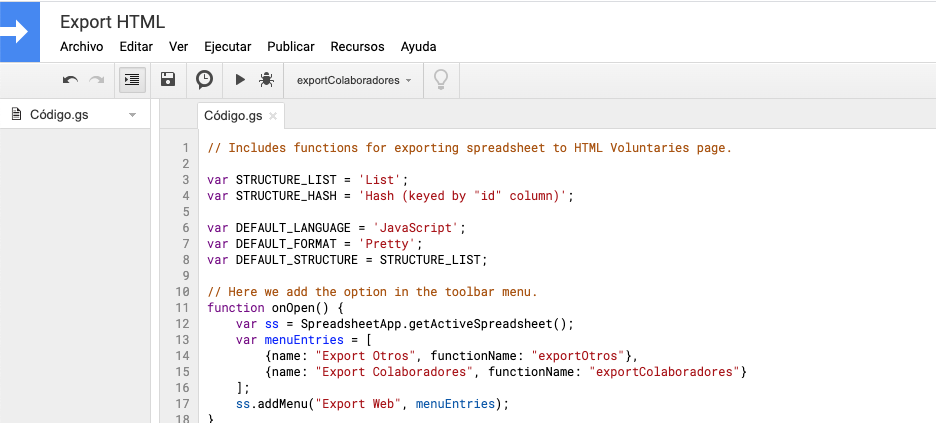 Export HTML
Archivo Editar Ver Ejecutar Publicar Recursos Ayuda
exportColaboradores
Código.gs
Código.gs
1 // Includes functions for exporting spreadsheet to HTML Voluntaries page.
2
3 var STRUCTURE_LIST = 'List';
4 var STRUCTURE_HASH = 'Hash (keyed by "id" column)';
5
6 var DEFAULT_LANGUAGE = 'JavaScript';
7 var DEFAULT_FORMAT = 'Pretty';
8 var DEFAULT_STRUCTURE = STRUCTURE_LIST;
9
10 // Here we add the option in the toolbar menu.
11 function onOpen() {
12     var ss = SpreadsheetApp.getActiveSpreadsheet();
13     var menuEntries = [
14         {name: "Export Otros", functionName: "exportOtros"},
15         {name: "Export Colaboradores", functionName: "exportColaboradores"}
16     ];
17     ss.addMenu("Export Web", menuEntries);
18 }